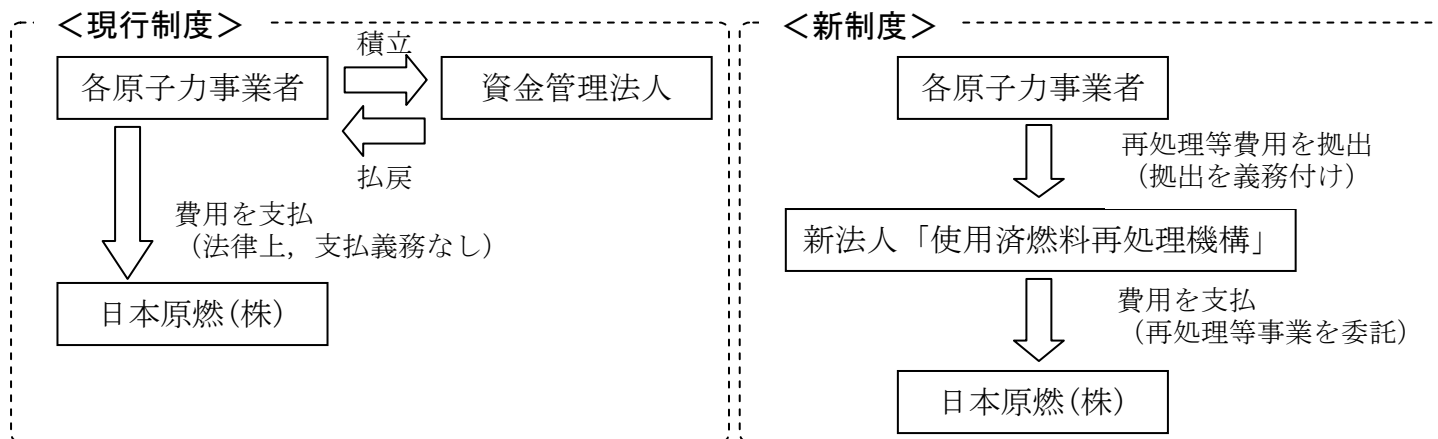 ＜現行制度＞
積立
各原子力事業者
資金管理法人
払戻
費用を支払
（法律上，支払義務なし）
日本原燃(株)
＜新制度＞
各原子力事業者
再処理等費用を拠出
（拠出を義務付け）
新法人「使用済燃料再処理機構」
費用を支払
（再処理等事業を委託）
日本原燃(株)